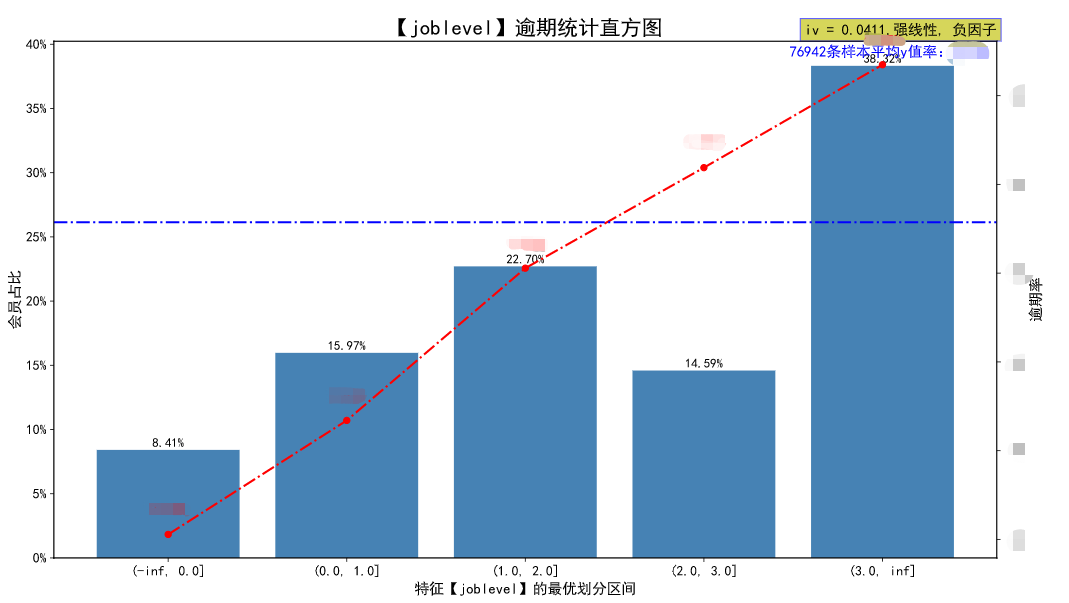 【joblevel】逾期统计直方图
iv = 0.0411,强线性, 负因子
76942条样本平均y值率:
40%
35%
30%
25%
20%
15%
10%
5%
0%
会员占比
8.41%
15.97%
22.70%
14.59%
38.32%
逾期率
(-inf, 0.0]
(0.0, 1.0]
(1.0, 2.0]
(2.0, 3.0]
(3.0, inf]
特征【joblevel】的最优划分区间